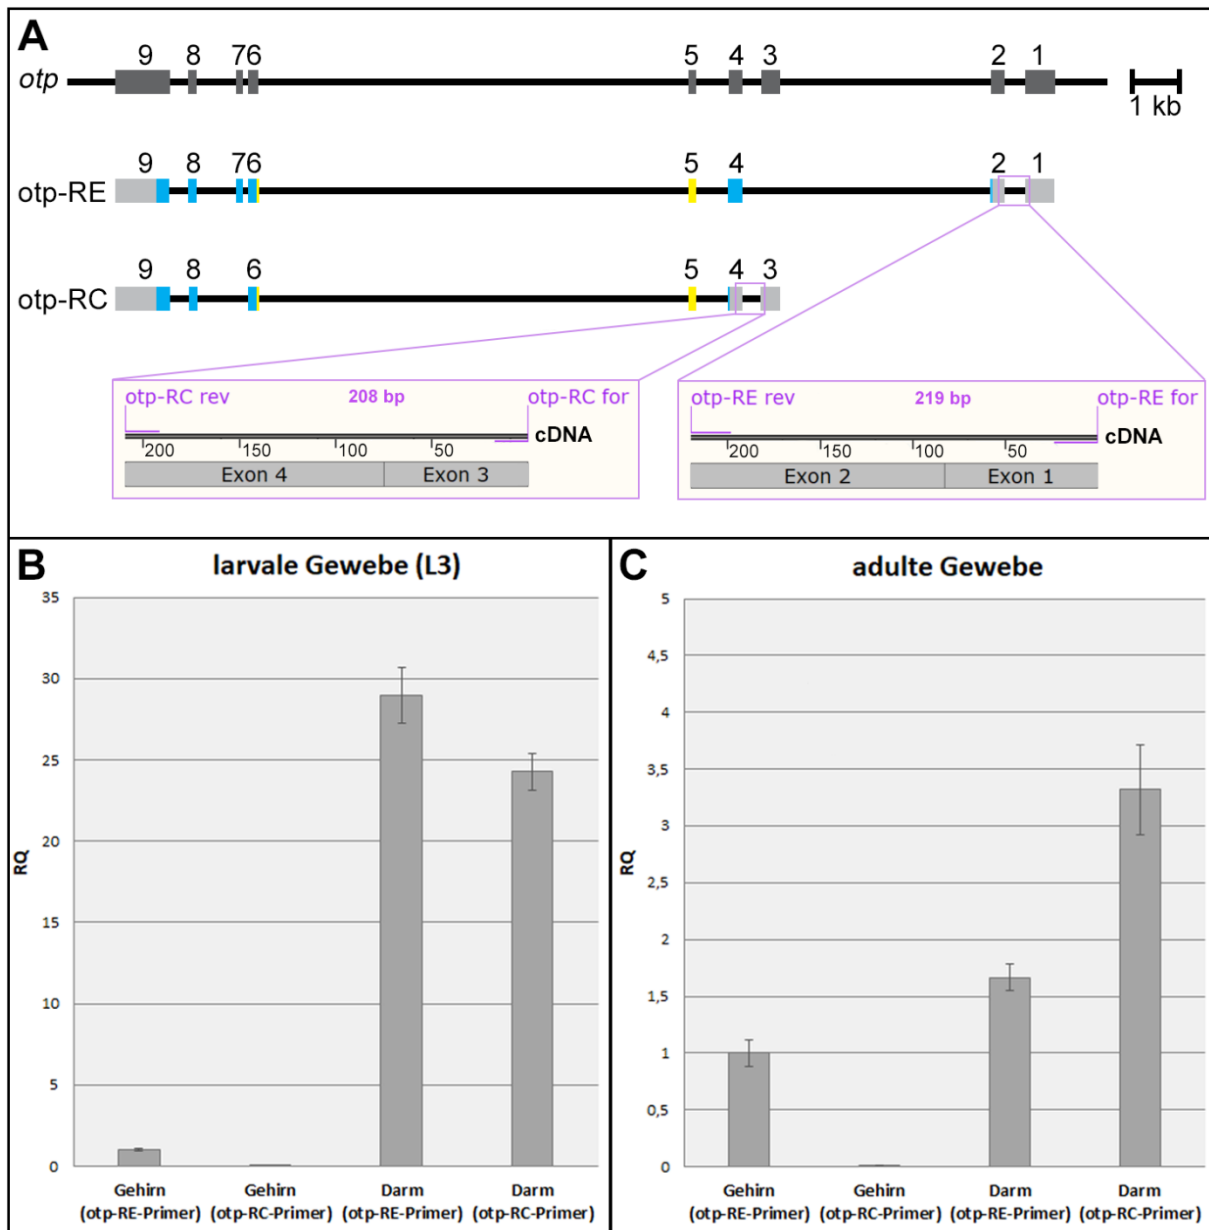 A
9 8 76 5 4 3 2 1
otp
1 kb
9 8 76 5 4 2 1
otp-RE
9 8 6 5 4 3
otp-RC
otp-RC rev 208 bp otp-RC for
cDNA
200 150 100 50
Exon 4 Exon 3
otp-RE rev 219 bp otp-RE for
cDNA
200 150 100 50
Exon 2 Exon 1
B
larvale Gewebe (L3)
35
30
25
20
15
10
5
0
RQ
Gehirn
(otp-RE-Primer)
Gehirn
(otp-RC-Primer)
Darm
(otp-RE-Primer)
Darm
(otp-RC-Primer)
C
adulte Gewebe
5
4,5
4
3,5
3
2,5
2
1,5
1
0,5
0
RQ
Gehirn
(otp-RE-Primer)
Gehirn
(otp-RC-Primer)
Darm
(otp-RE-Primer)
Darm
(otp-RC-Primer)